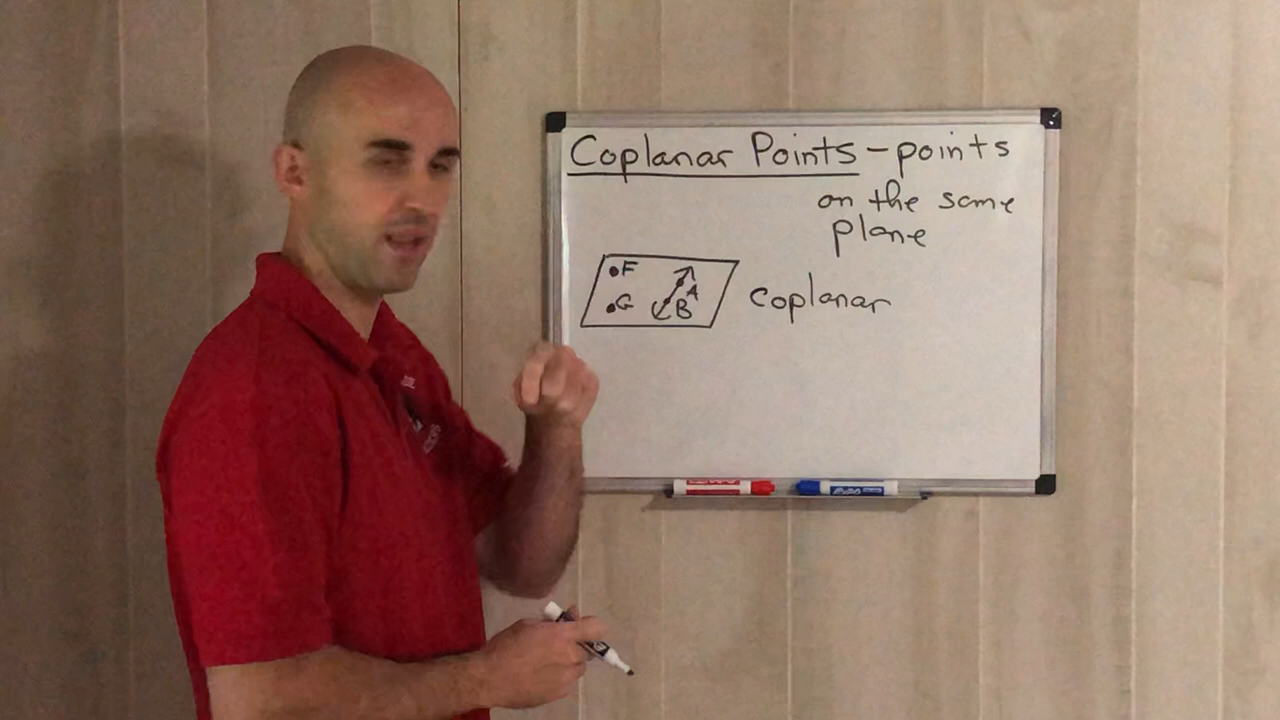 Coplanar Points - points
on the same
plane
F
A
G
B
coplanar